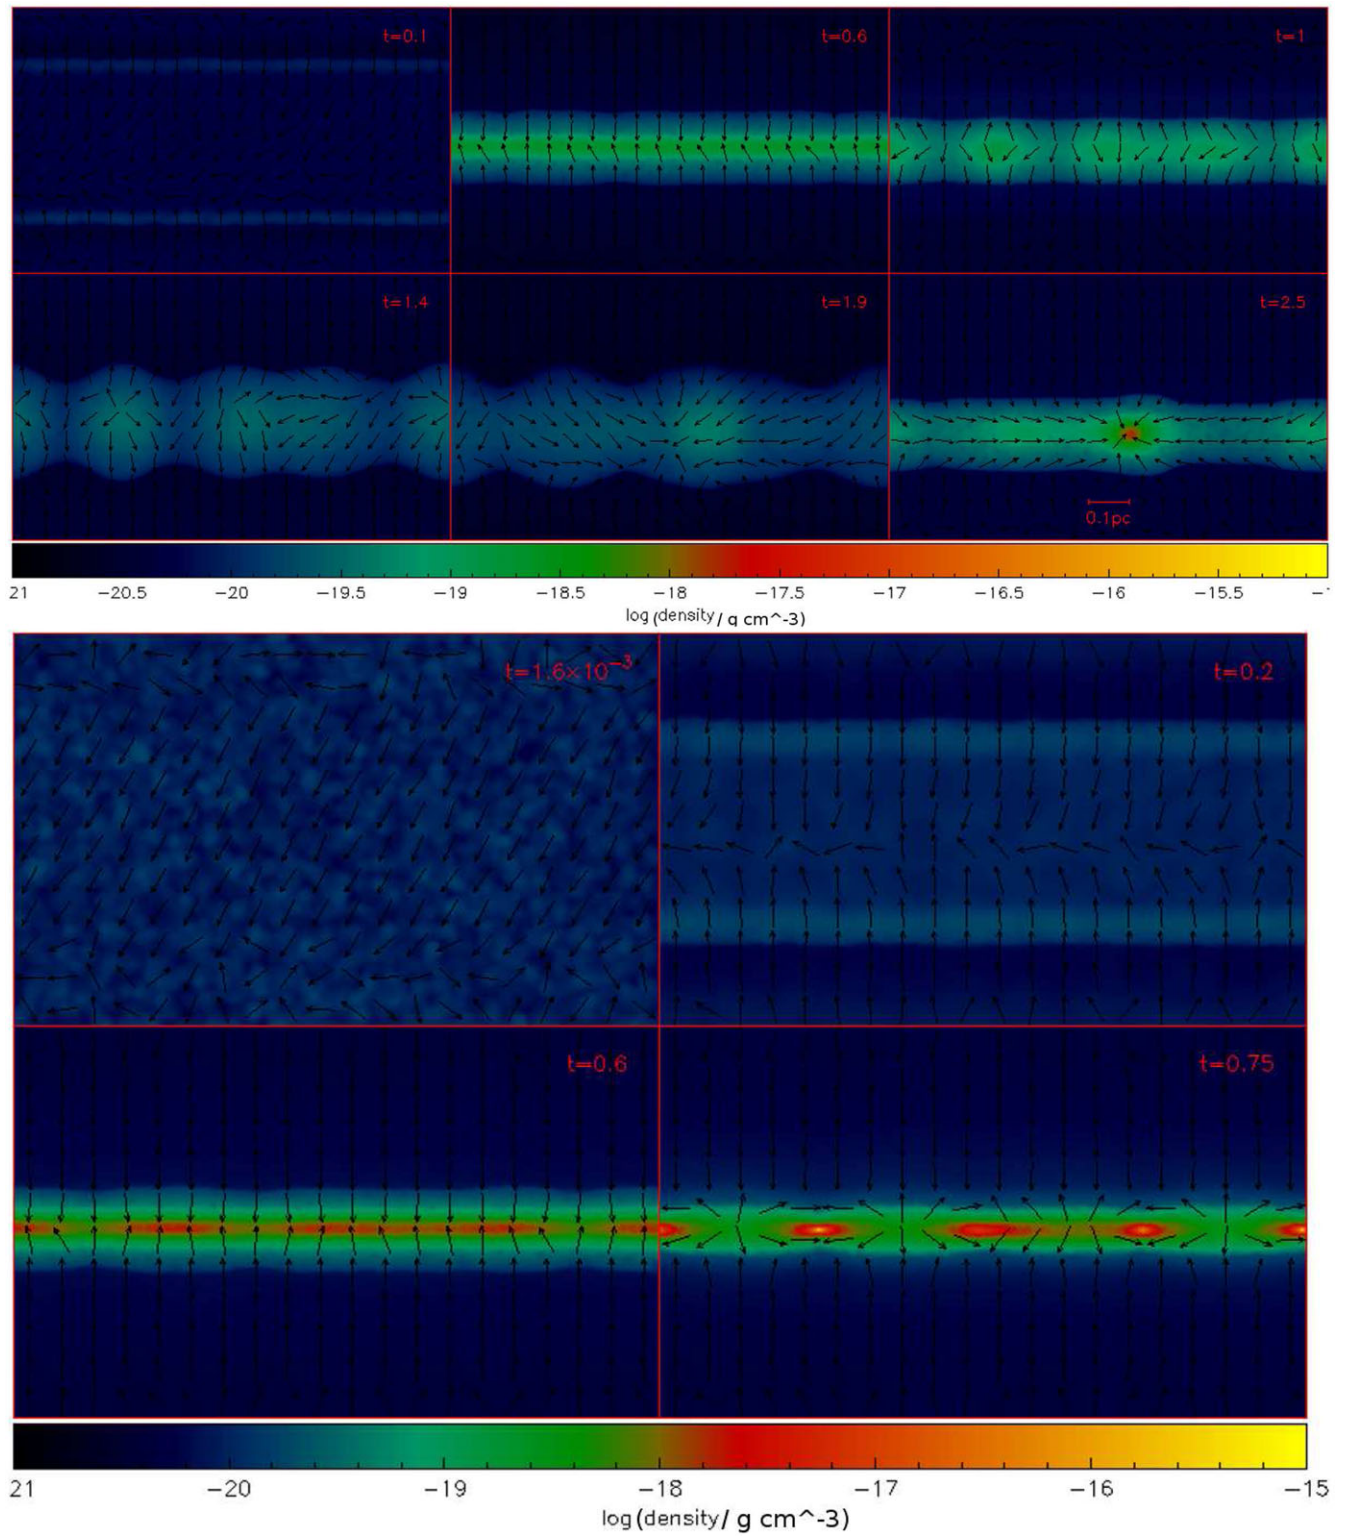 t=0.1
t=0.6
t=1
t=1.4
t=1.9
t=2.5
0.1pc
21 −20.5 −20 −19.5 −19 −18.5 −18 −17.5 −17 −16.5 −16 −15.5
log(density/ g cm^-3)
t=1.6×10−3
t=0.2
t=0.6
t=0.75
21 −20 −19 −18 −17 −16 −15
log(density/ g cm^-3)